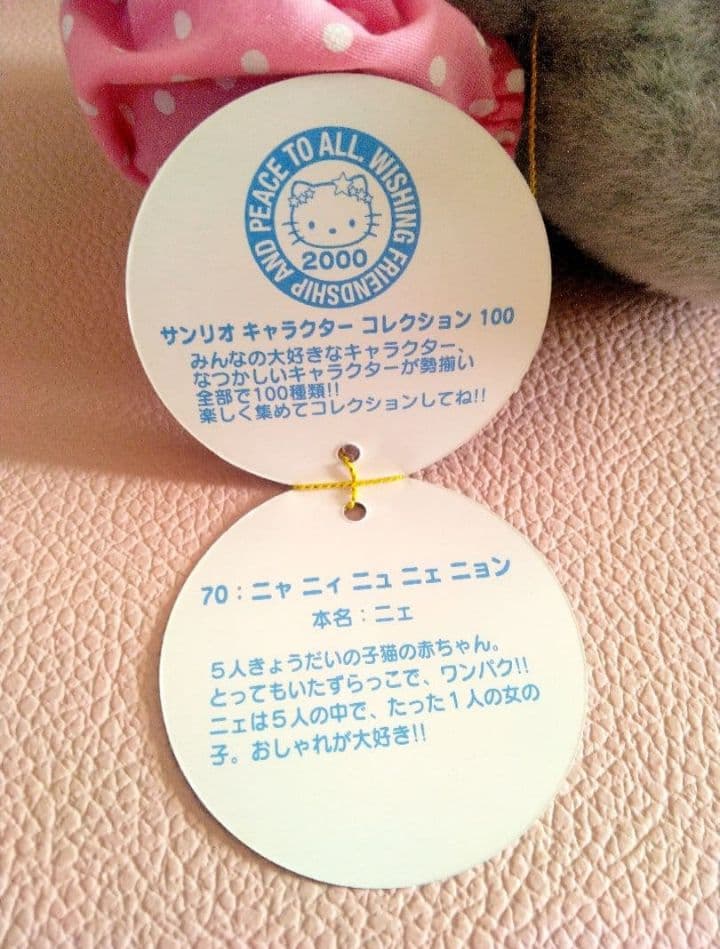 WISHING FRIENDSHIP AND PEACE TO ALL.
2000
サンリオ キャラクター コレクション 100
みんなの大好きなキャラクター、
なつかしいキャラクターが勢揃い
全部で100種類!!
楽しく集めてコレクションしてね!!
70：ニャ ニィ ニュ ニェ ニョン
本名：ニェ
5人きょうだいの子猫の赤ちゃん。
とってもいたずらっこで、ワンパク!!
ニェは5人の中で、たった1人の女の
子。おしゃれが大好き!!